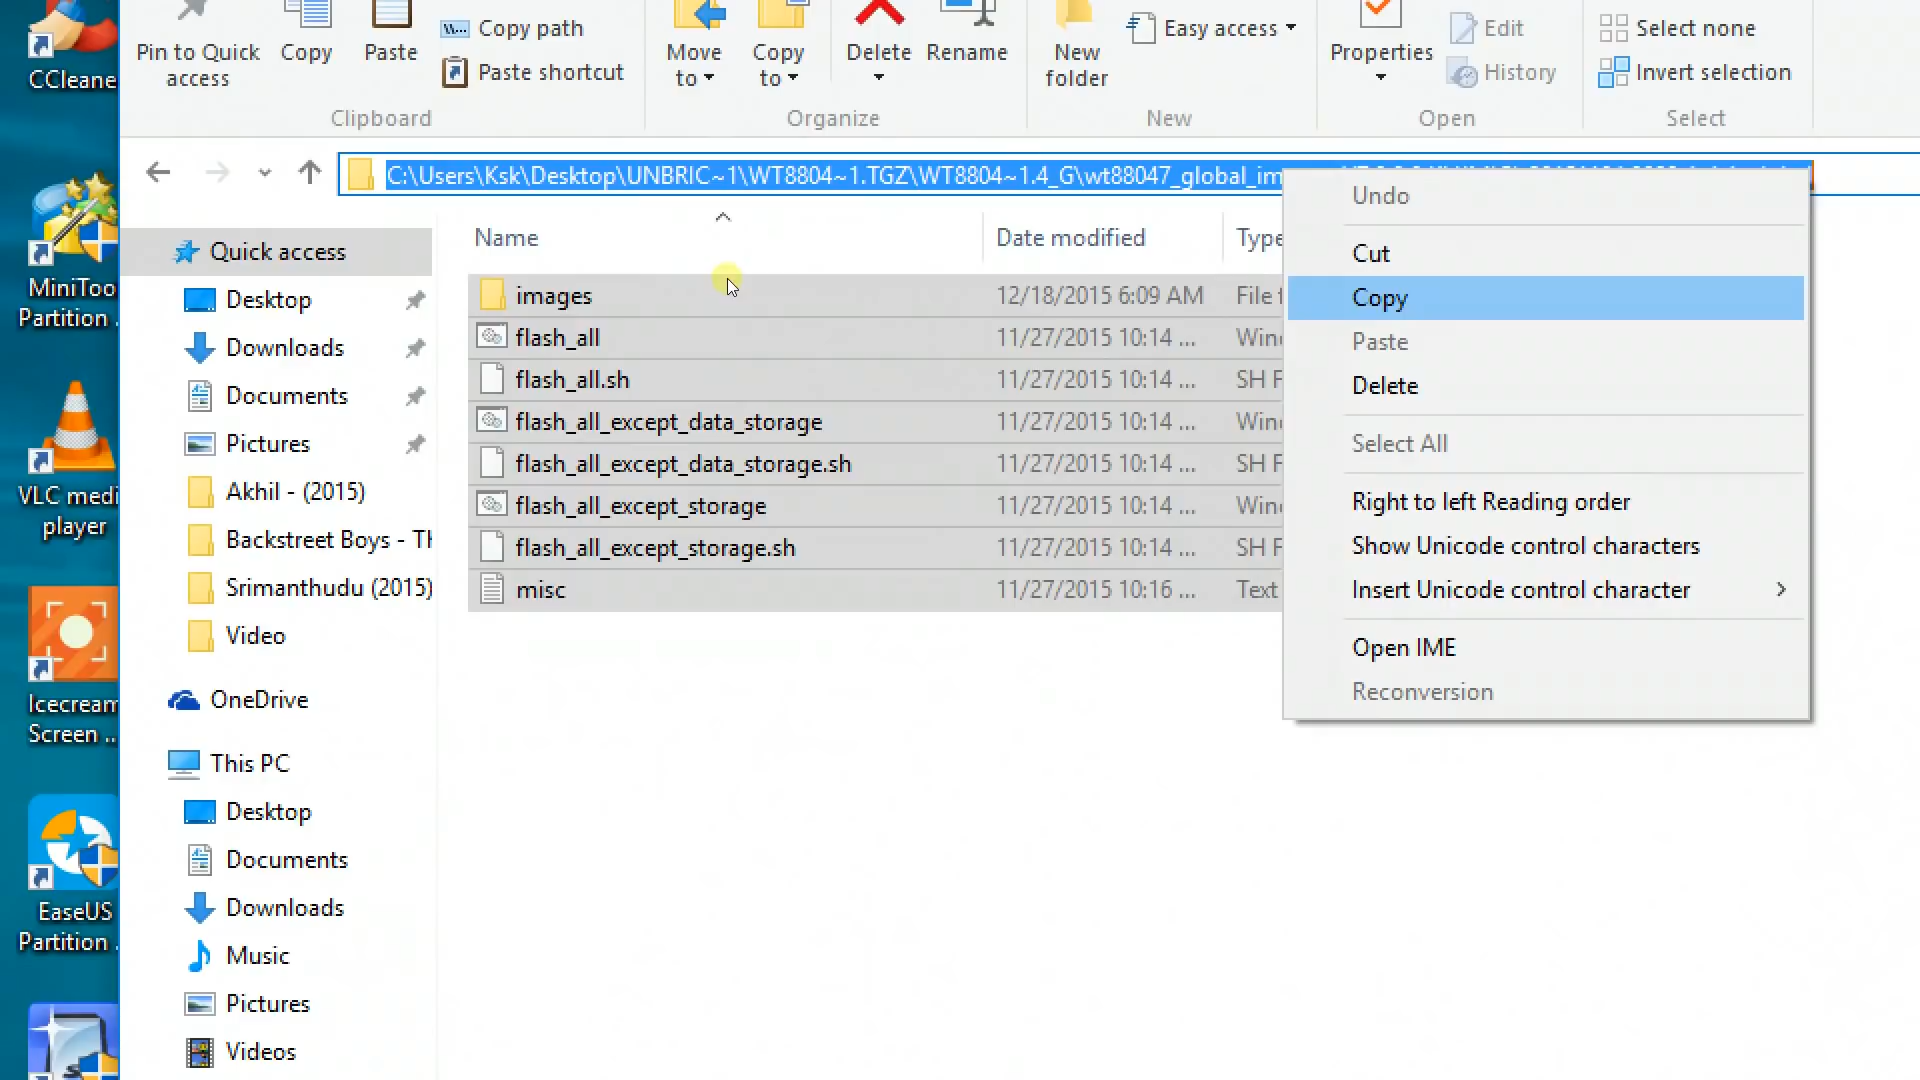 Pin to Quick access
Copy
Paste
Copy path
Paste shortcut
Move to
Copy to
Delete
Rename
New folder
Easy access
Properties
Edit
History
Select none
Invert selection
Clipboard
Organize
New
Open
Select
C:\Users\Ksk\Desktop\UNBRIC~1\WT8804~1.TGZ\WT8804~1.4_G\wt88047_global_im
Name
Date modified
Type
images 12/18/2015 6:09 AM File f
flash_all 11/27/2015 10:14 ... Wind
flash_all.sh 11/27/2015 10:14 ... SH F
flash_all_except_data_storage 11/27/2015 10:14 ... Wind
flash_all_except_data_storage.sh 11/27/2015 10:14 ... SH F
flash_all_except_storage 11/27/2015 10:14 ... Wind
flash_all_except_storage.sh 11/27/2015 10:14 ... SH F
misc 11/27/2015 10:16 ... Text
Undo
Cut
Copy
Paste
Delete
Select All
Right to left Reading order
Show Unicode control characters
Insert Unicode control character
Open IME
Reconversion
Quick access
Desktop
Downloads
Documents
Pictures
Akhil - (2015)
Backstreet Boys - Th
Srimanthudu (2015)
Video
OneDrive
This PC
Desktop
Documents
Downloads
Music
Pictures
Videos
CCleane
MiniToo
Partition .
VLC medi
player
Icecream
Screen ...
EaseUS
Partition .